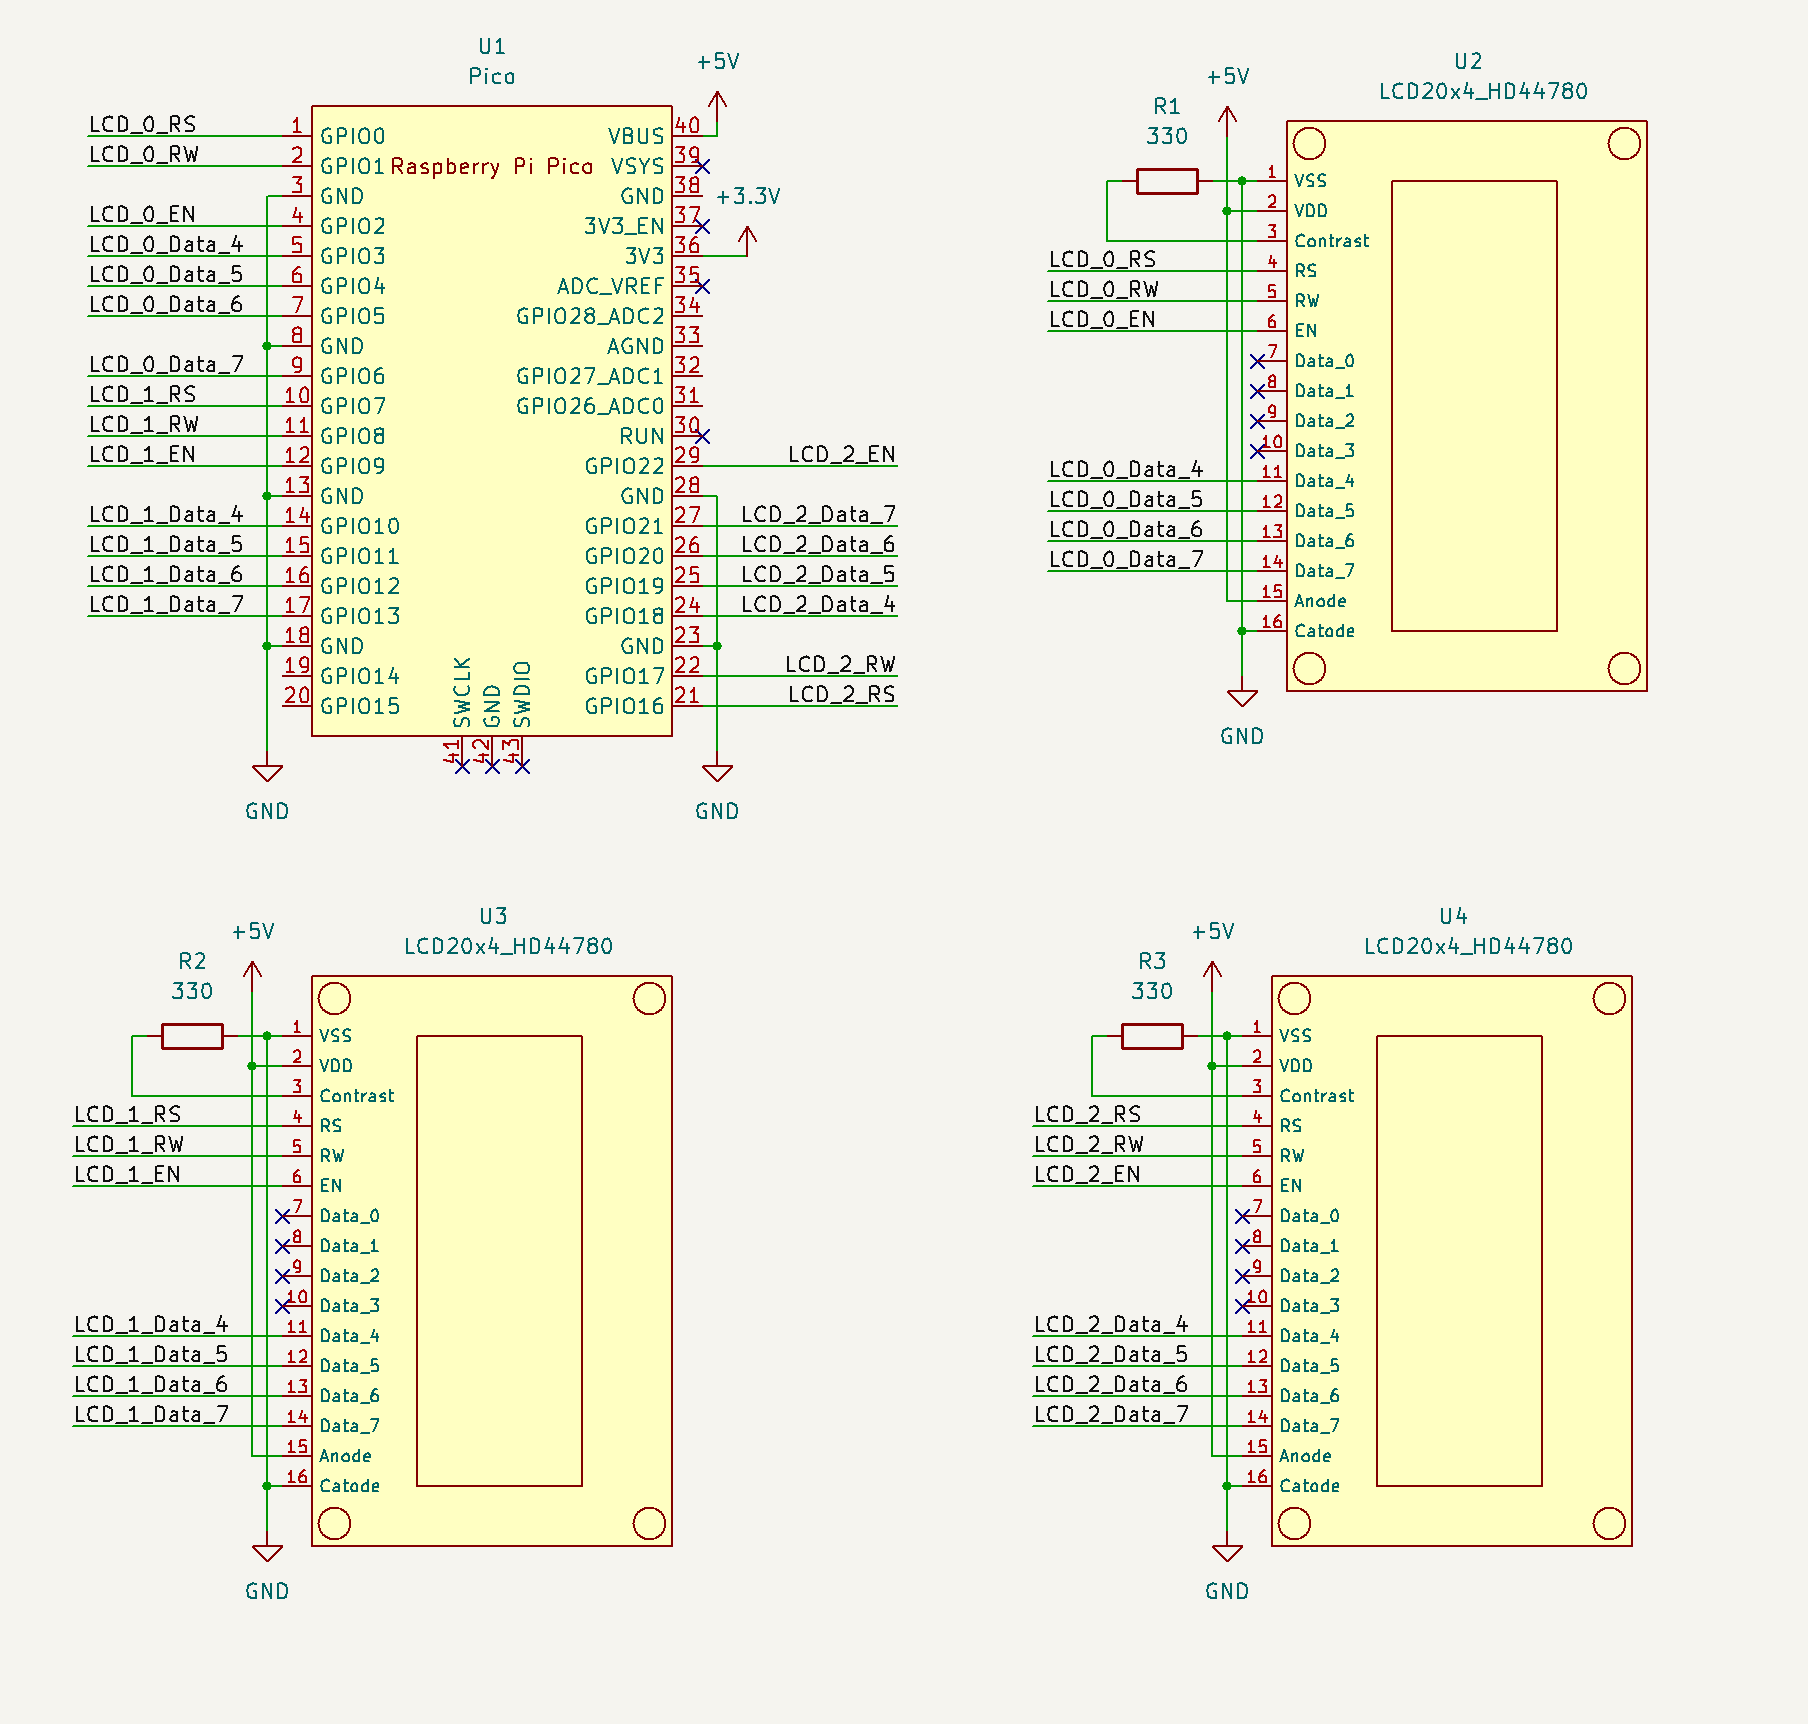 U1
Pico
Raspberry Pi Pico
LCD_0_RS 1 GPIO0
LCD_0_RW 2 GPIO1
3 GND
LCD_0_EN 4 GPIO2
LCD_0_Data_4 5 GPIO3
LCD_0_Data_5 6 GPIO4
LCD_0_Data_6 7 GPIO5
8 GND
LCD_0_Data_7 9 GPIO6
LCD_1_RS 10 GPIO7
LCD_1_RW 11 GPIO8
LCD_1_EN 12 GPIO9
13 GND
LCD_1_Data_4 14 GPIO10
LCD_1_Data_5 15 GPIO11
LCD_1_Data_6 16 GPIO12
LCD_1_Data_7 17 GPIO13
18 GND
19 GPIO14
20 GPIO15
GND
SWCLK 41
GND 42
SWDIO 43
+5V
VBUS 40
VSYS 39
GND 38
+3.3V
3V3_EN 37
3V3 36
ADC_VREF 35
GPIO28_ADC2 34
AGND 33
GPIO27_ADC1 32
GPIO26_ADC0 31
RUN 30
GPIO22 29 LCD_2_EN
GND 28
GPIO21 27 LCD_2_Data_7
GPIO20 26 LCD_2_Data_6
GPIO19 25 LCD_2_Data_5
GPIO18 24 LCD_2_Data_4
GND 23
GPIO17 22 LCD_2_RW
GPIO16 21 LCD_2_RS
GND
U2
LCD20x4_HD44780
+5V
R1
330
1 VSS
2 VDD
3 Contrast
LCD_0_RS 4 RS
LCD_0_RW 5 RW
LCD_0_EN 6 EN
7 Data_0
8 Data_1
9 Data_2
10 Data_3
LCD_0_Data_4 11 Data_4
LCD_0_Data_5 12 Data_5
LCD_0_Data_6 13 Data_6
LCD_0_Data_7 14 Data_7
15 Anode
16 Catode
GND
U3
LCD20x4_HD44780
+5V
R2
330
1 VSS
2 VDD
3 Contrast
LCD_1_RS 4 RS
LCD_1_RW 5 RW
LCD_1_EN 6 EN
7 Data_0
8 Data_1
9 Data_2
10 Data_3
LCD_1_Data_4 11 Data_4
LCD_1_Data_5 12 Data_5
LCD_1_Data_6 13 Data_6
LCD_1_Data_7 14 Data_7
15 Anode
16 Catode
GND
U4
LCD20x4_HD44780
+5V
R3
330
1 VSS
2 VDD
3 Contrast
LCD_2_RS 4 RS
LCD_2_RW 5 RW
LCD_2_EN 6 EN
7 Data_0
8 Data_1
9 Data_2
10 Data_3
LCD_2_Data_4 11 Data_4
LCD_2_Data_5 12 Data_5
LCD_2_Data_6 13 Data_6
LCD_2_Data_7 14 Data_7
15 Anode
16 Catode
GND